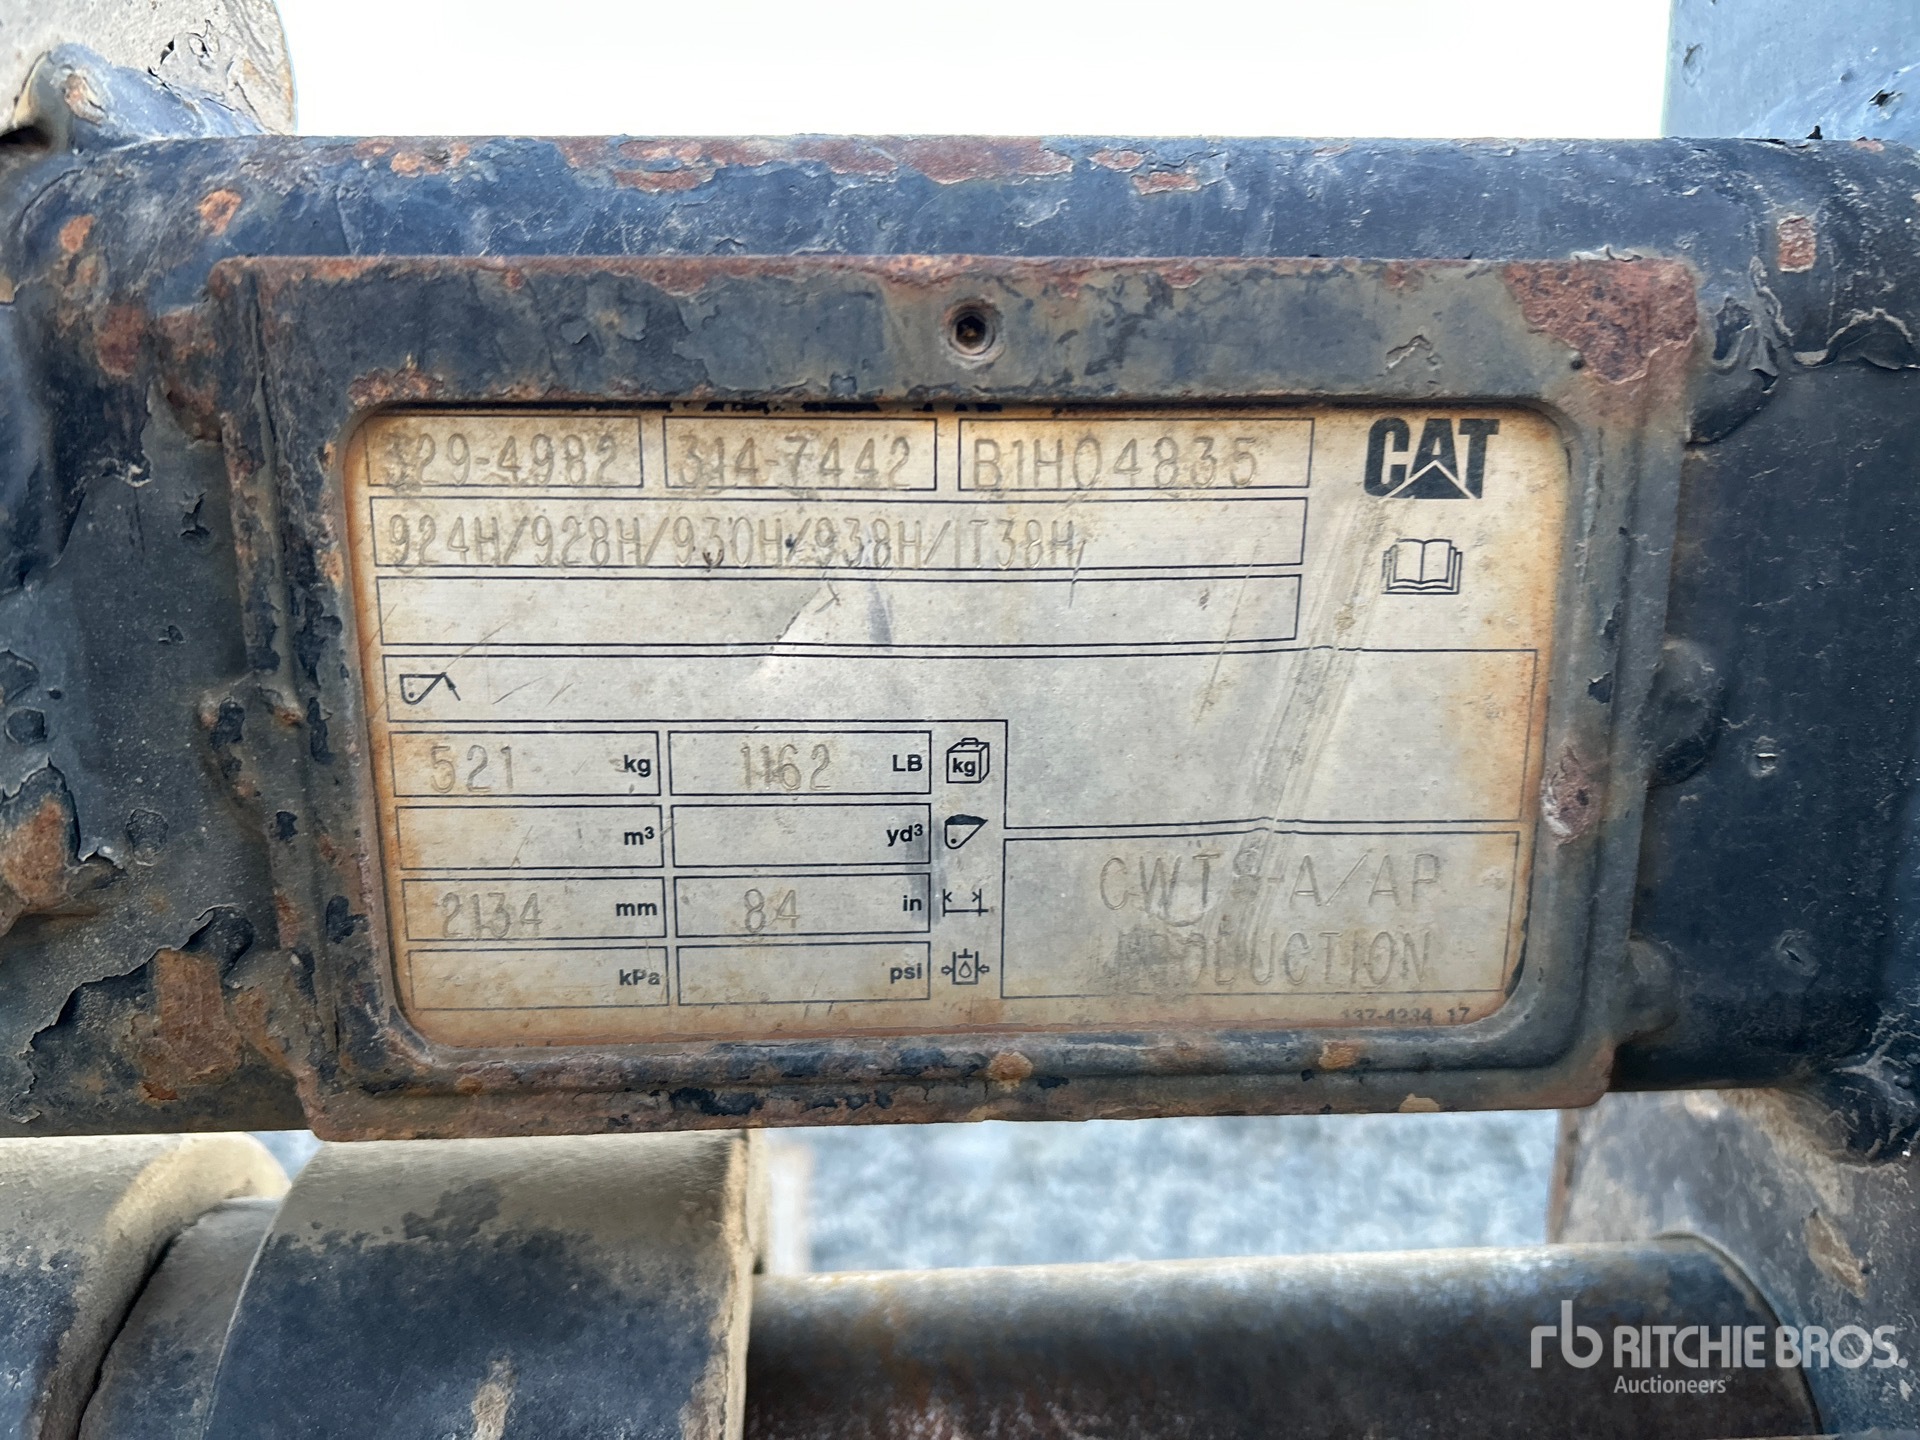 329-4982 314-7442 B1H04835 CAT
924H/928H/930H/938H/IT38H
521 kg 1162 LB kg
m³ yd³
CWTS-A/AP
2134 mm 84 in
PRODUCTION
kPa psi
137-4234 17
rb RITCHIE BROS.
Auctioneers